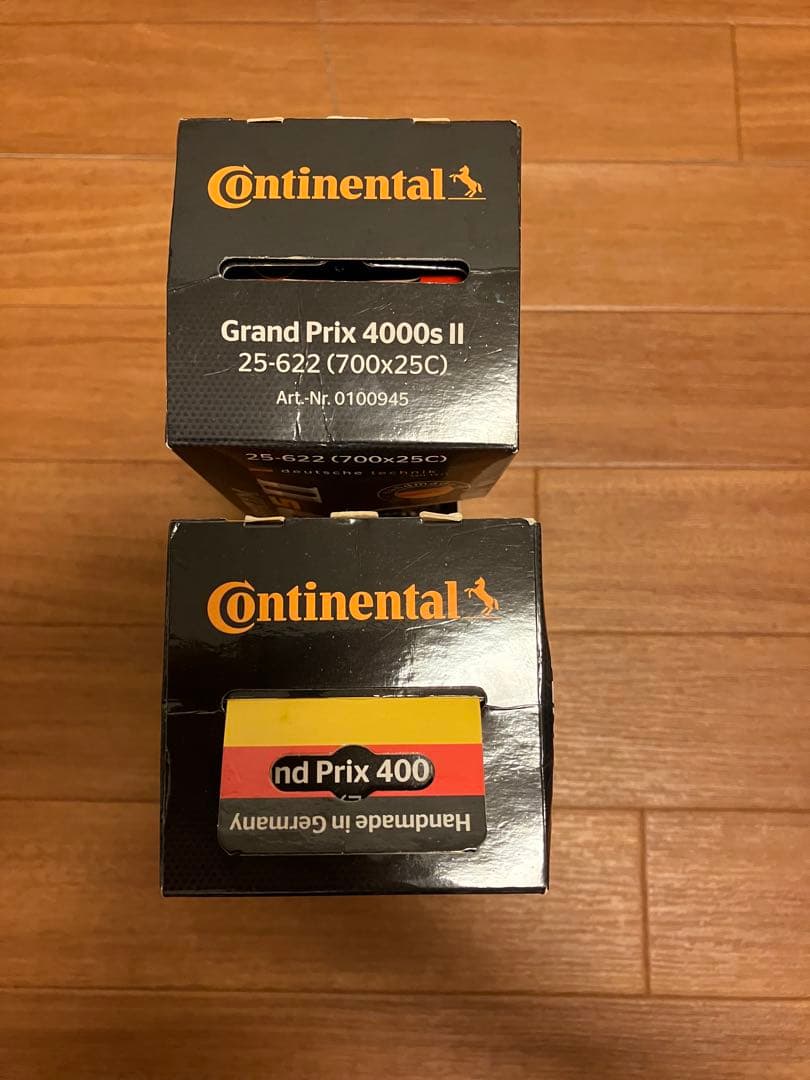 Continental
Grand Prix 4000s II
25-622 (700x25C)
Art.-Nr. 0100945
25-622 (700x25C)
deutsche technik
Continental
nd Prix 400
Handmade in Germany